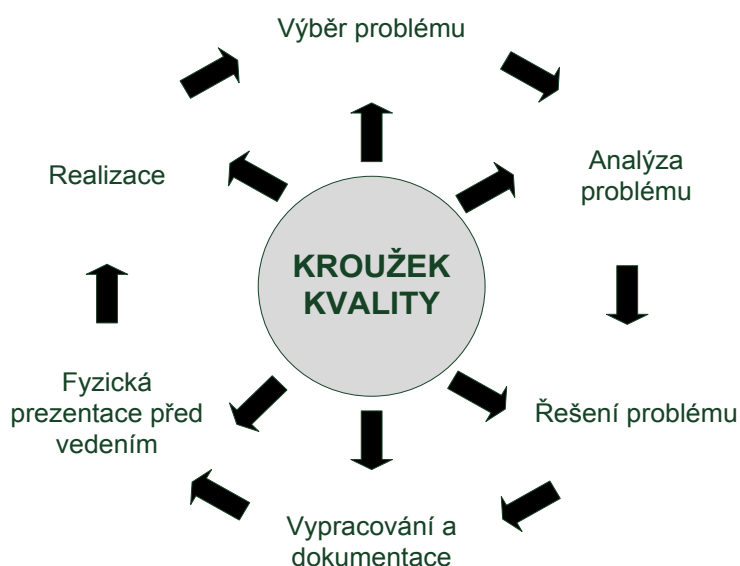 Výběr problému
Analýza
problému
Řešení problému
Vypracování a
dokumentace
Fyzická
prezentace před
vedením
Realizace
KROUŽEK
KVALITY